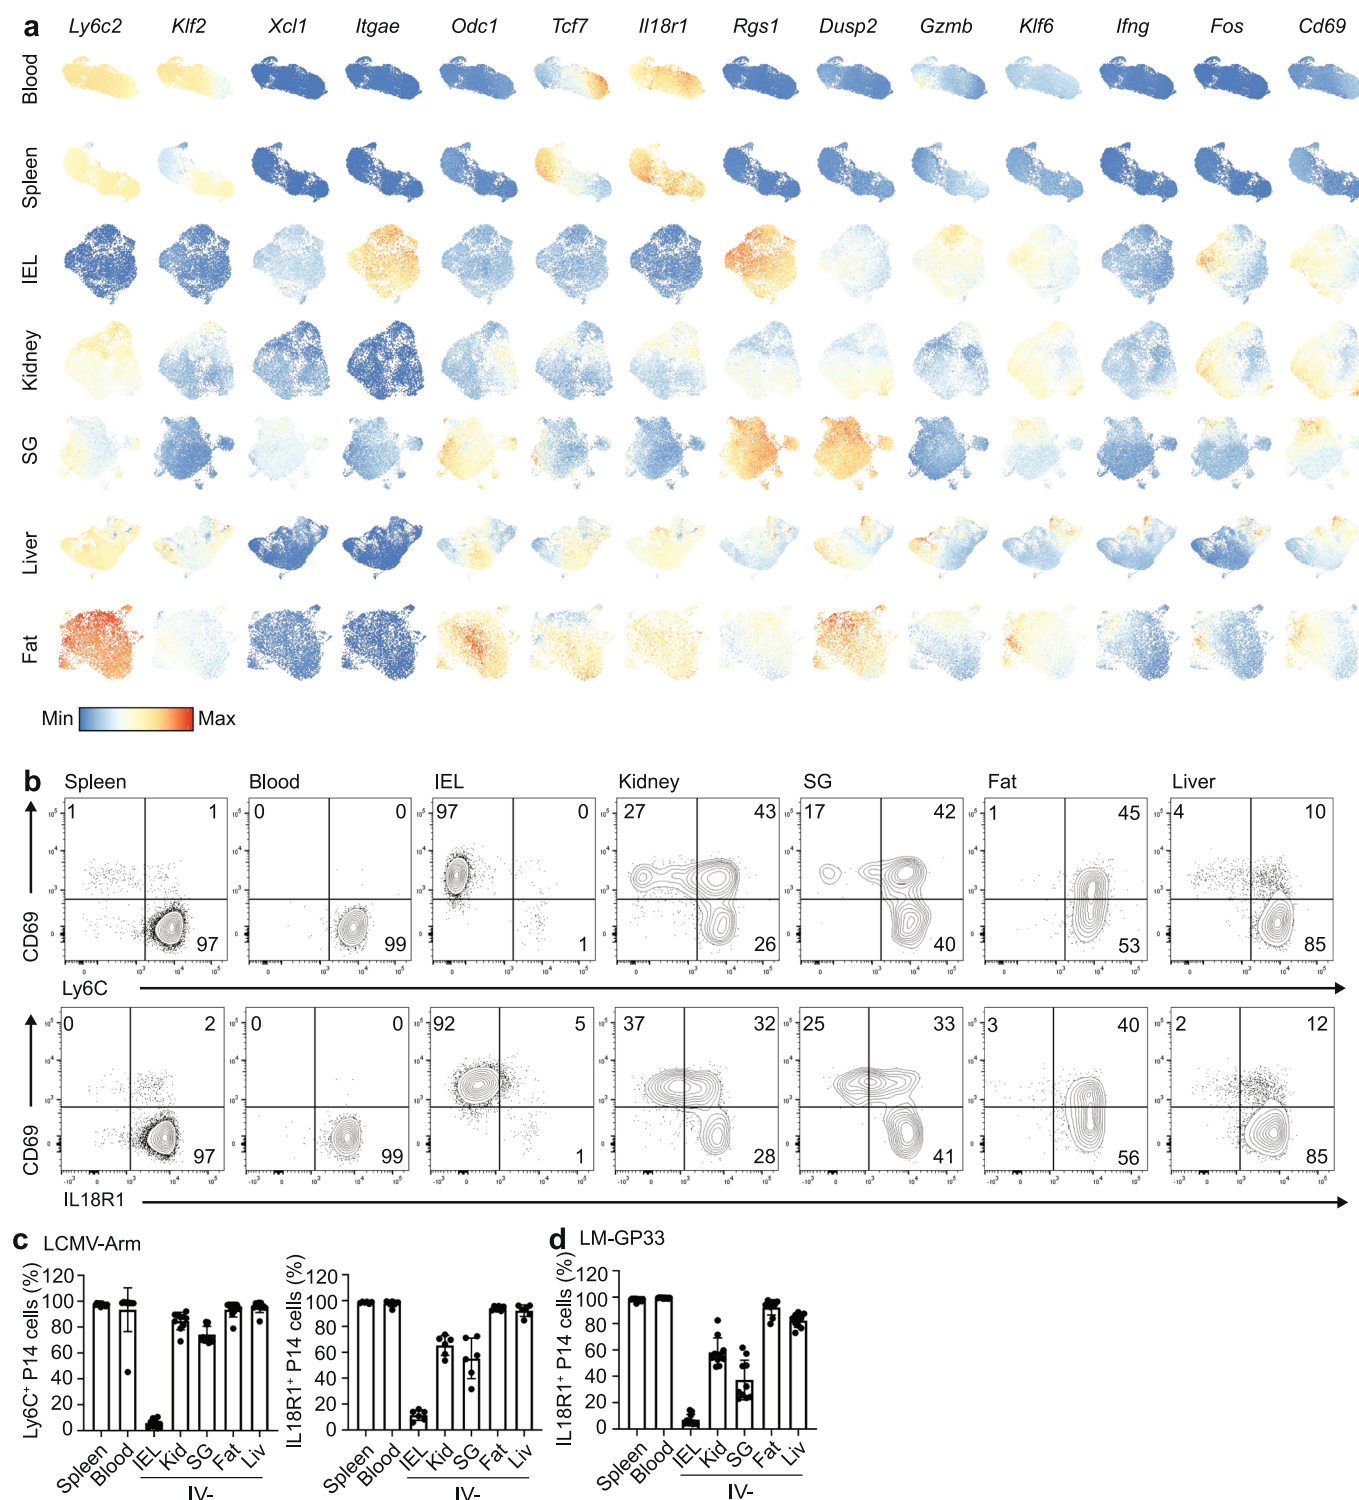 a Ly6c2 Klf2 Xcl1 Itgae Odc1 Tcf7 Il18r1 Rgs1 Dusp2 Gzmb Klf6 Ifng Fos Cd69
Blood
Spleen
IEL
Kidney
SG
Liver
Fat
Min Max
b Spleen Blood IEL Kidney SG Fat Liver
1 1 0 0 97 0 27 43 17 42 1 45 4 10
97 99 1 26 40 53 85
CD69
Ly6C
0 2 0 0 92 5 37 32 25 33 3 40 2 12
97 99 1 28 41 56 85
CD69
IL18R1
c LCMV-Arm
Ly6C⁺ P14 cells (%)
120
100
80
60
40
20
0
Spleen Blood IEL Kid SG Fat Liv
IV-
IL18R1⁺ P14 cells (%)
120
100
80
60
40
20
0
Spleen Blood IEL Kid SG Fat Liv
IV-
d LM-GP33
IL18R1⁺ P14 cells (%)
120
100
80
60
40
20
0
Spleen Blood IEL Kid SG Fat Liv
IV-